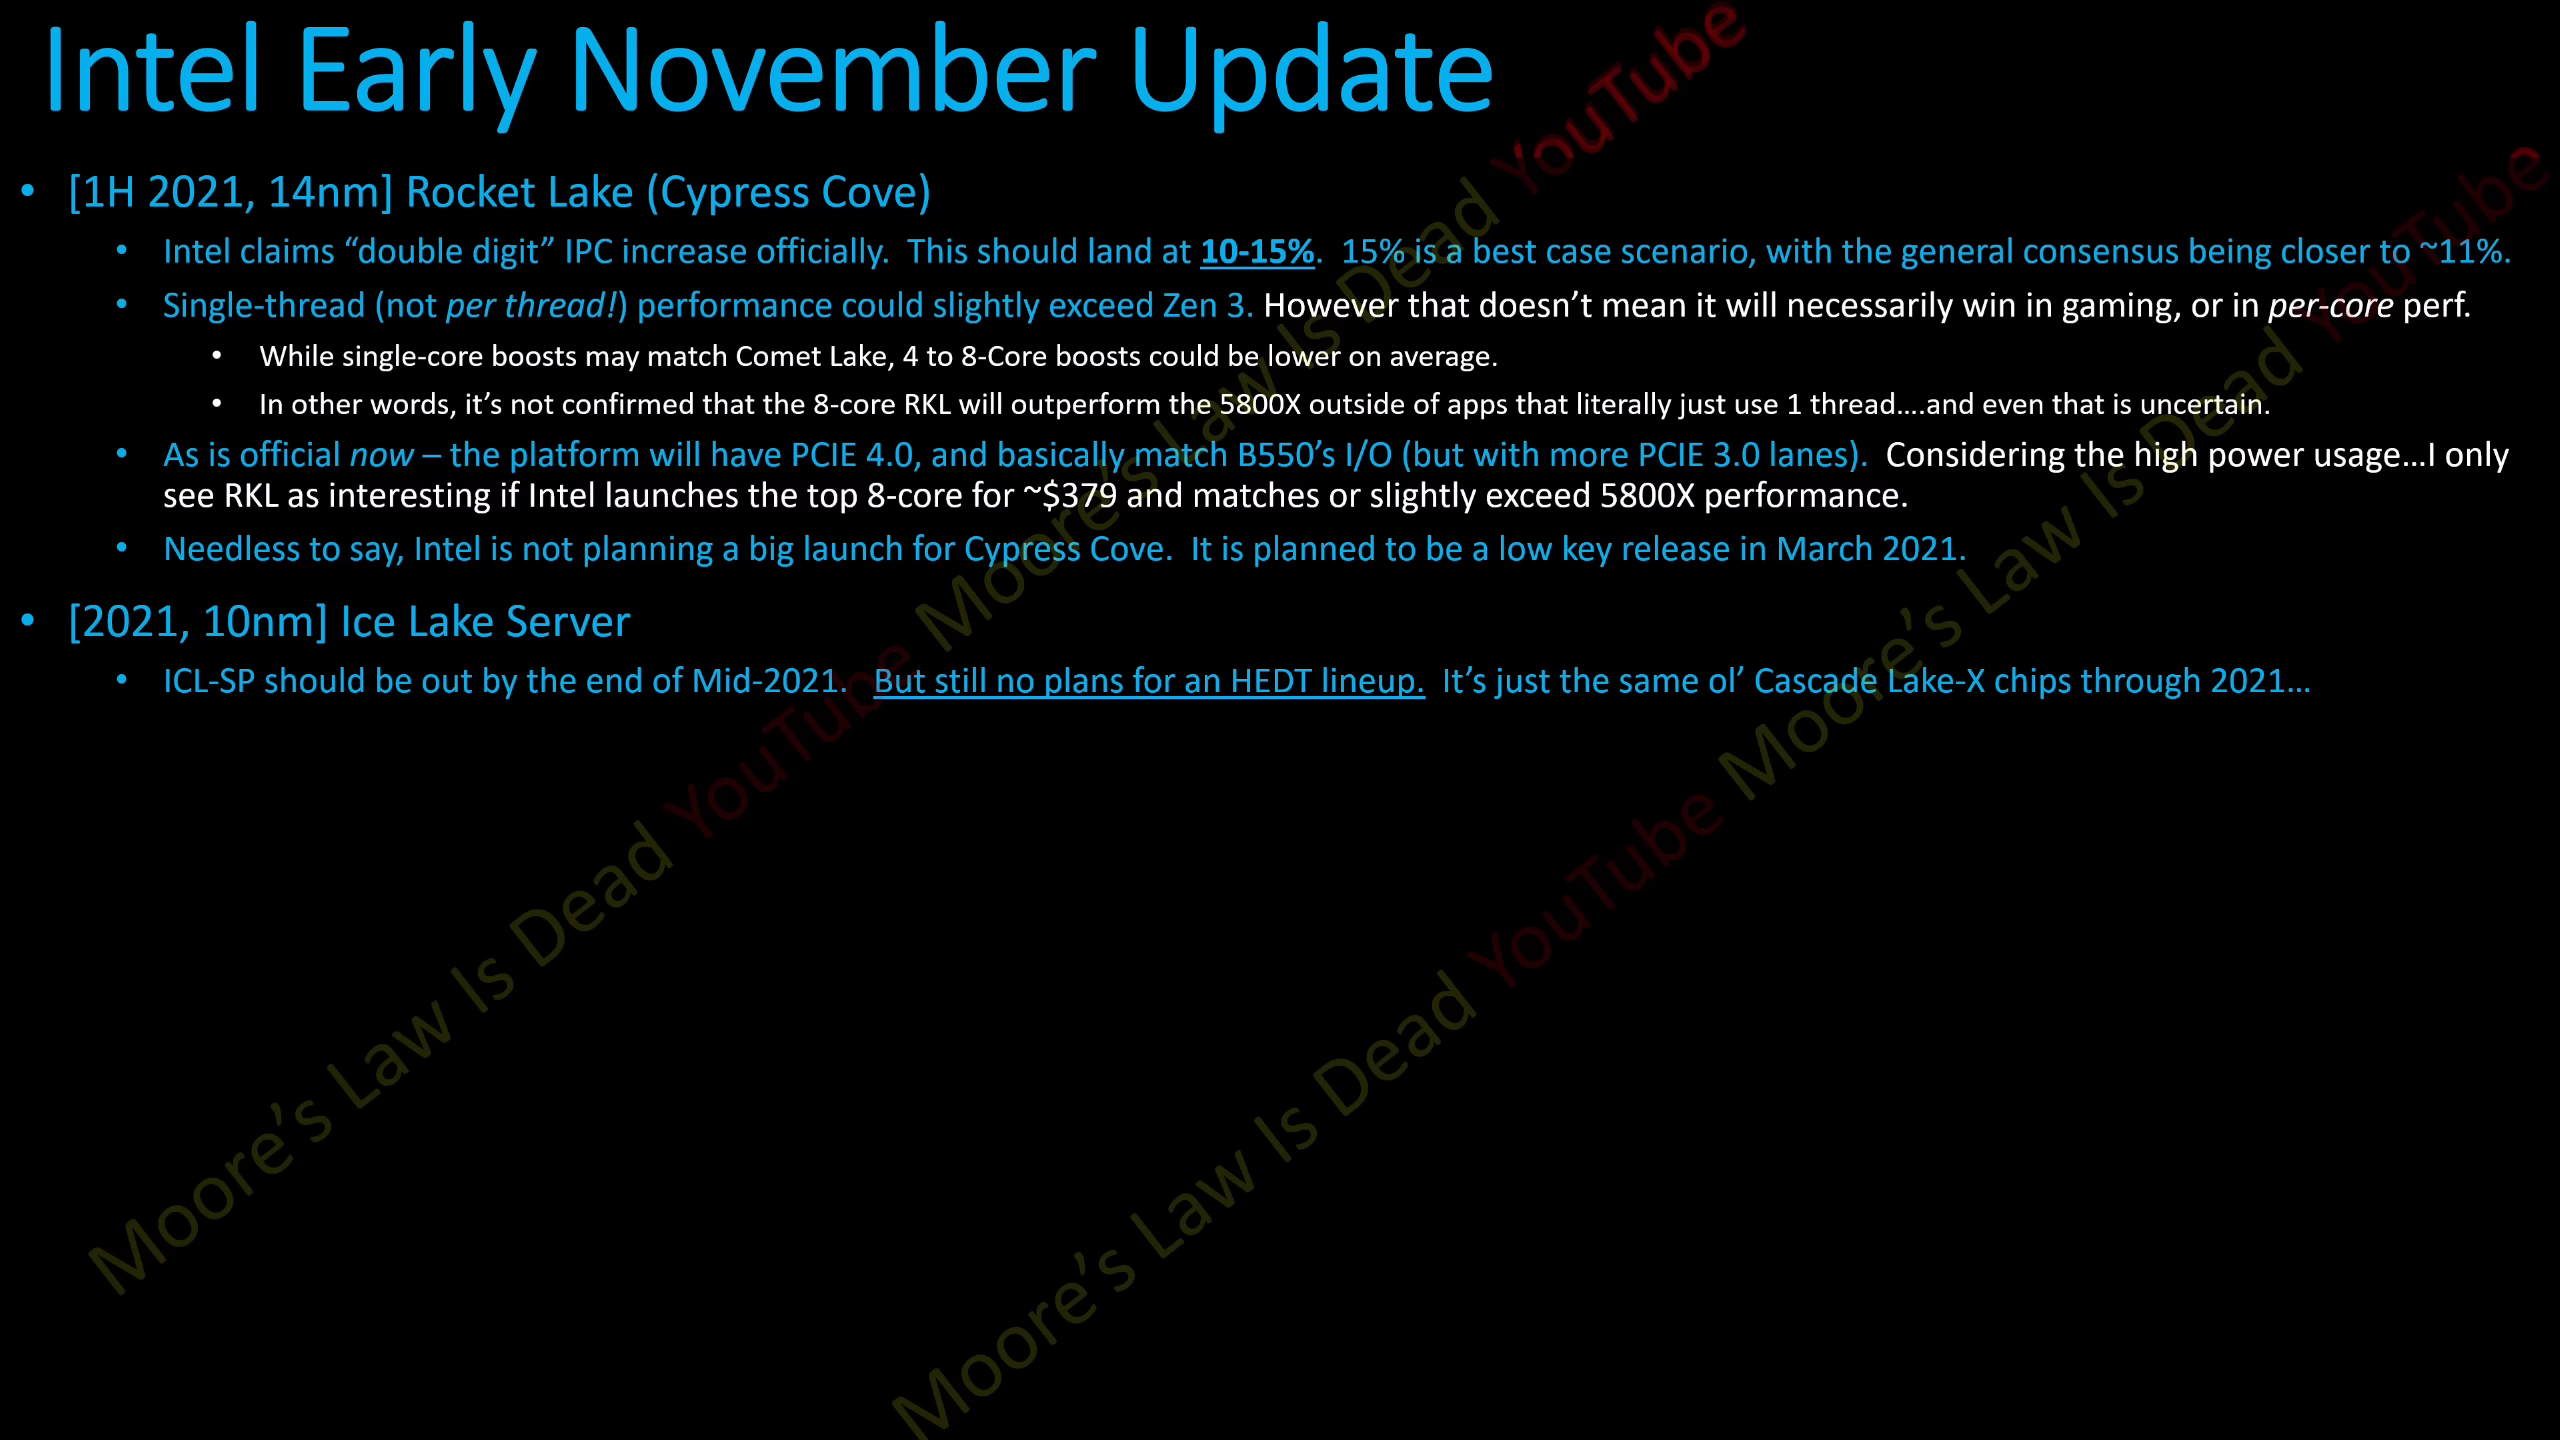 Intel Early November Update
• [1H 2021, 14nm] Rocket Lake (Cypress Cove)
• Intel claims “double digit” IPC increase officially.  This should land at 10-15%.  15% is a best case scenario, with the general consensus being closer to ~11%.
• Single-thread (not per thread!) performance could slightly exceed Zen 3. However that doesn’t mean it will necessarily win in gaming, or in per-core perf.
• While single-core boosts may match Comet Lake, 4 to 8-Core boosts could be lower on average.
• In other words, it’s not confirmed that the 8-core RKL will outperform the 5800X outside of apps that literally just use 1 thread….and even that is uncertain.
• As is official now – the platform will have PCIE 4.0, and basically match B550’s I/O (but with more PCIE 3.0 lanes).  Considering the high power usage…I only
see RKL as interesting if Intel launches the top 8-core for ~$379 and matches or slightly exceed 5800X performance.
• Needless to say, Intel is not planning a big launch for Cypress Cove.  It is planned to be a low key release in March 2021.
• [2021, 10nm] Ice Lake Server
• ICL-SP should be out by the end of Mid-2021.  But still no plans for an HEDT lineup.  It’s just the same ol’ Cascade Lake-X chips through 2021…
Moore’s Law Is Dead YouTube Moore’s Law Is Dead YouTube
Moore’s Law Is Dead YouTube Moore’s Law Is Dead YouTube